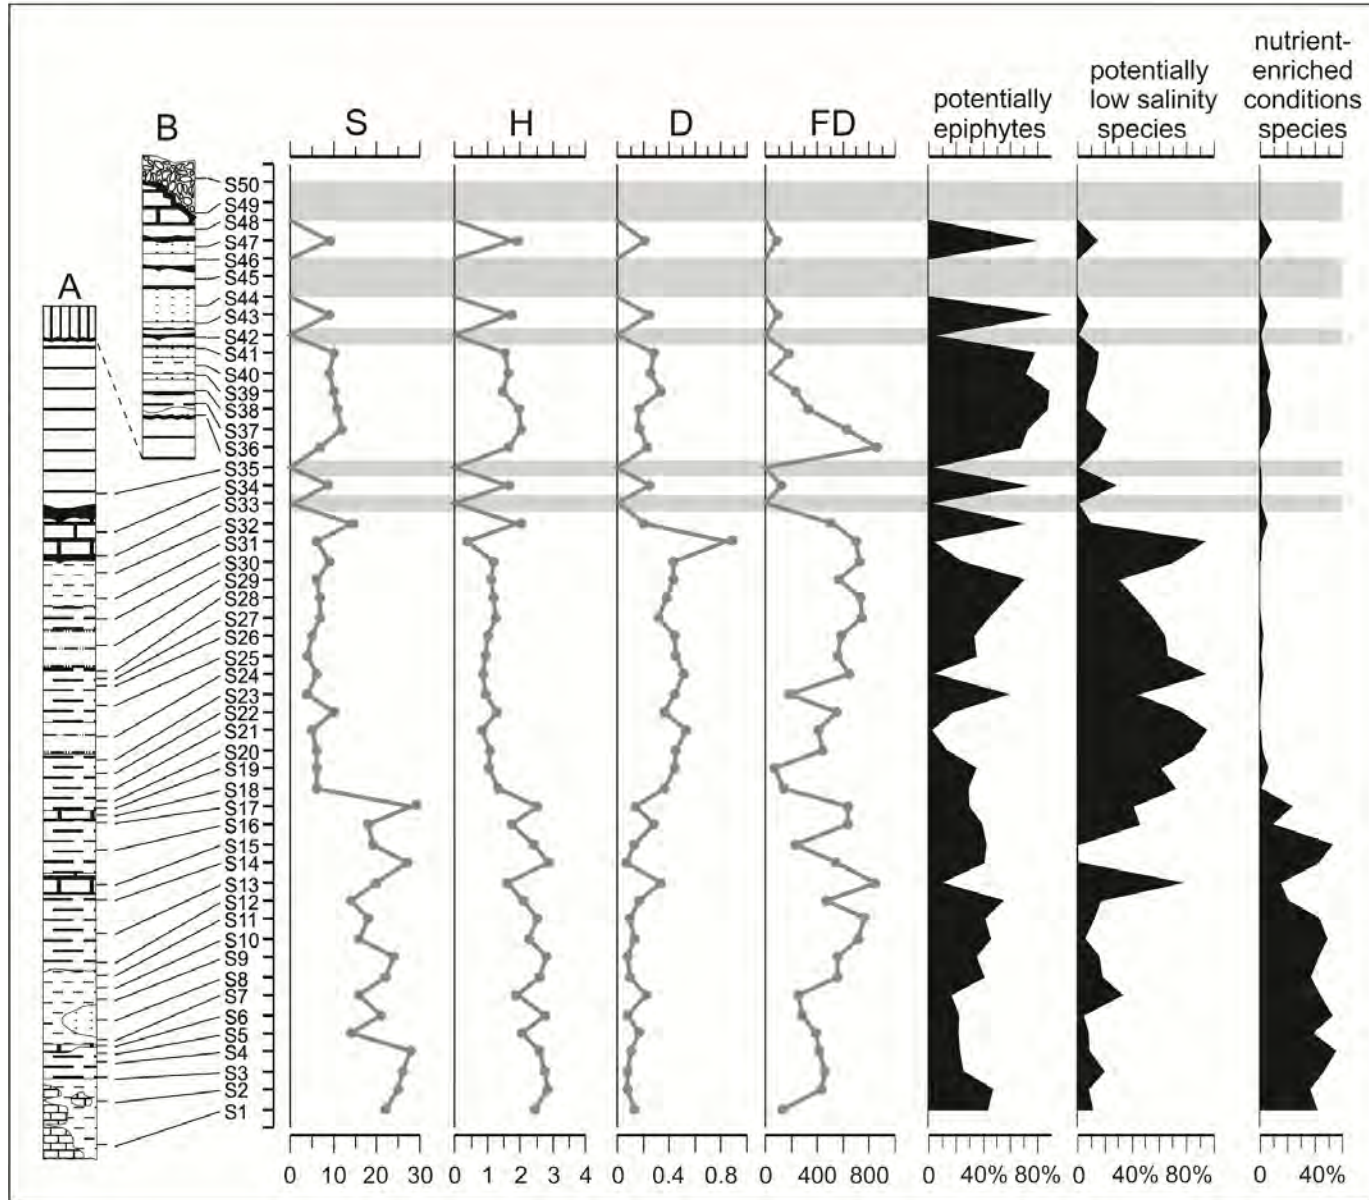 nutrient-
enriched
conditions
species
potentially
low salinity
species
potentially
epiphytes
S
H
D
FD
B
A
S50
S49
S48
S47
S46
S45
S44
S43
S42
S41
S40
S39
S38
S37
S36
S35
S34
S33
S32
S31
S30
S29
S28
S27
S26
S25
S24
S23
S22
S21
S20
S19
S18
S17
S16
S15
S14
S13
S12
S11
S10
S9
S8
S7
S6
S5
S4
S3
S2
S1
0 10 20 30
0 1 2 3 4
0 0.4 0.8
0 400 800
0 40% 80%
0 40% 80%
0 40%